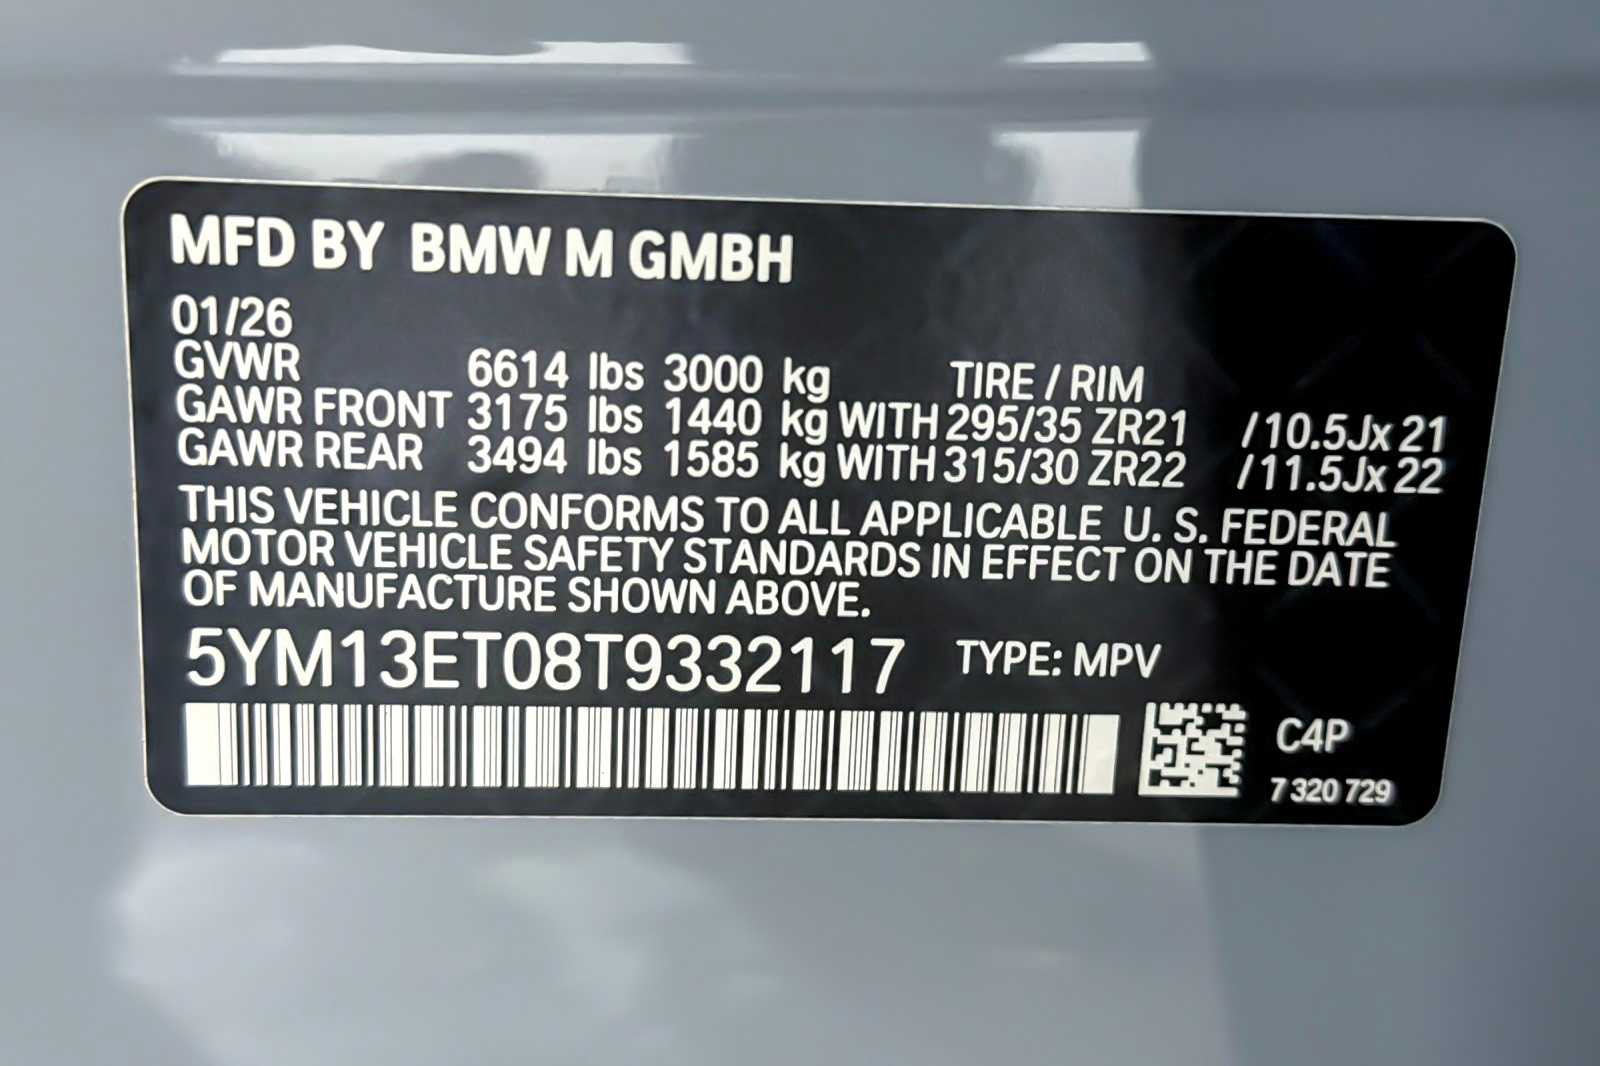 MFD BY BMW M GMBH
01/26
GVWR 6614 lbs 3000 kg TIRE / RIM
GAWR FRONT 3175 lbs 1440 kg WITH 295/35 ZR21 /10.5Jx 21
GAWR REAR 3494 lbs 1585 kg WITH 315/30 ZR22 /11.5Jx 22
THIS VEHICLE CONFORMS TO ALL APPLICABLE U. S. FEDERAL
MOTOR VEHICLE SAFETY STANDARDS IN EFFECT ON THE DATE
OF MANUFACTURE SHOWN ABOVE.
5YM13ET08T9332117 TYPE: MPV
C4P
7 320 729